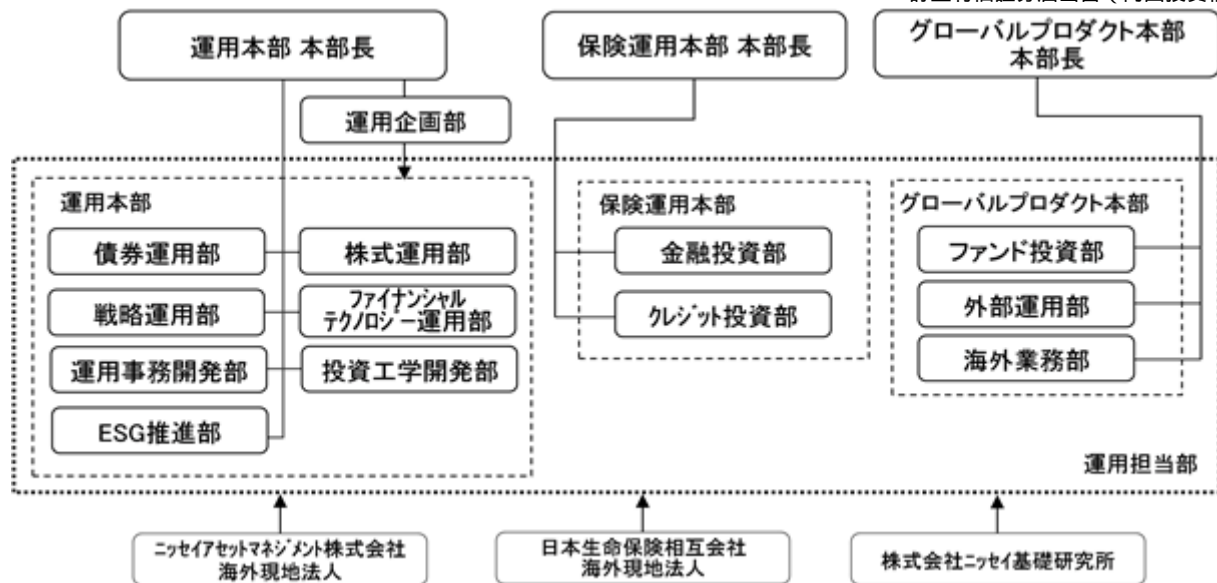 運用本部 本部長
保険運用本部 本部長
グローバルプロダクト本部
本部長
運用企画部
運用本部
債券運用部
株式運用部
戦略運用部
ファイナンシャル
テクノロジー運用部
運用事務開発部
投資工学開発部
ESG推進部
保険運用本部
金融投資部
クレジット投資部
グローバルプロダクト本部
ファンド投資部
外部運用部
海外業務部
運用担当部
ニッセイアセットマネジメント株式会社
海外現地法人
日本生命保険相互会社
海外現地法人
株式会社ニッセイ基礎研究所